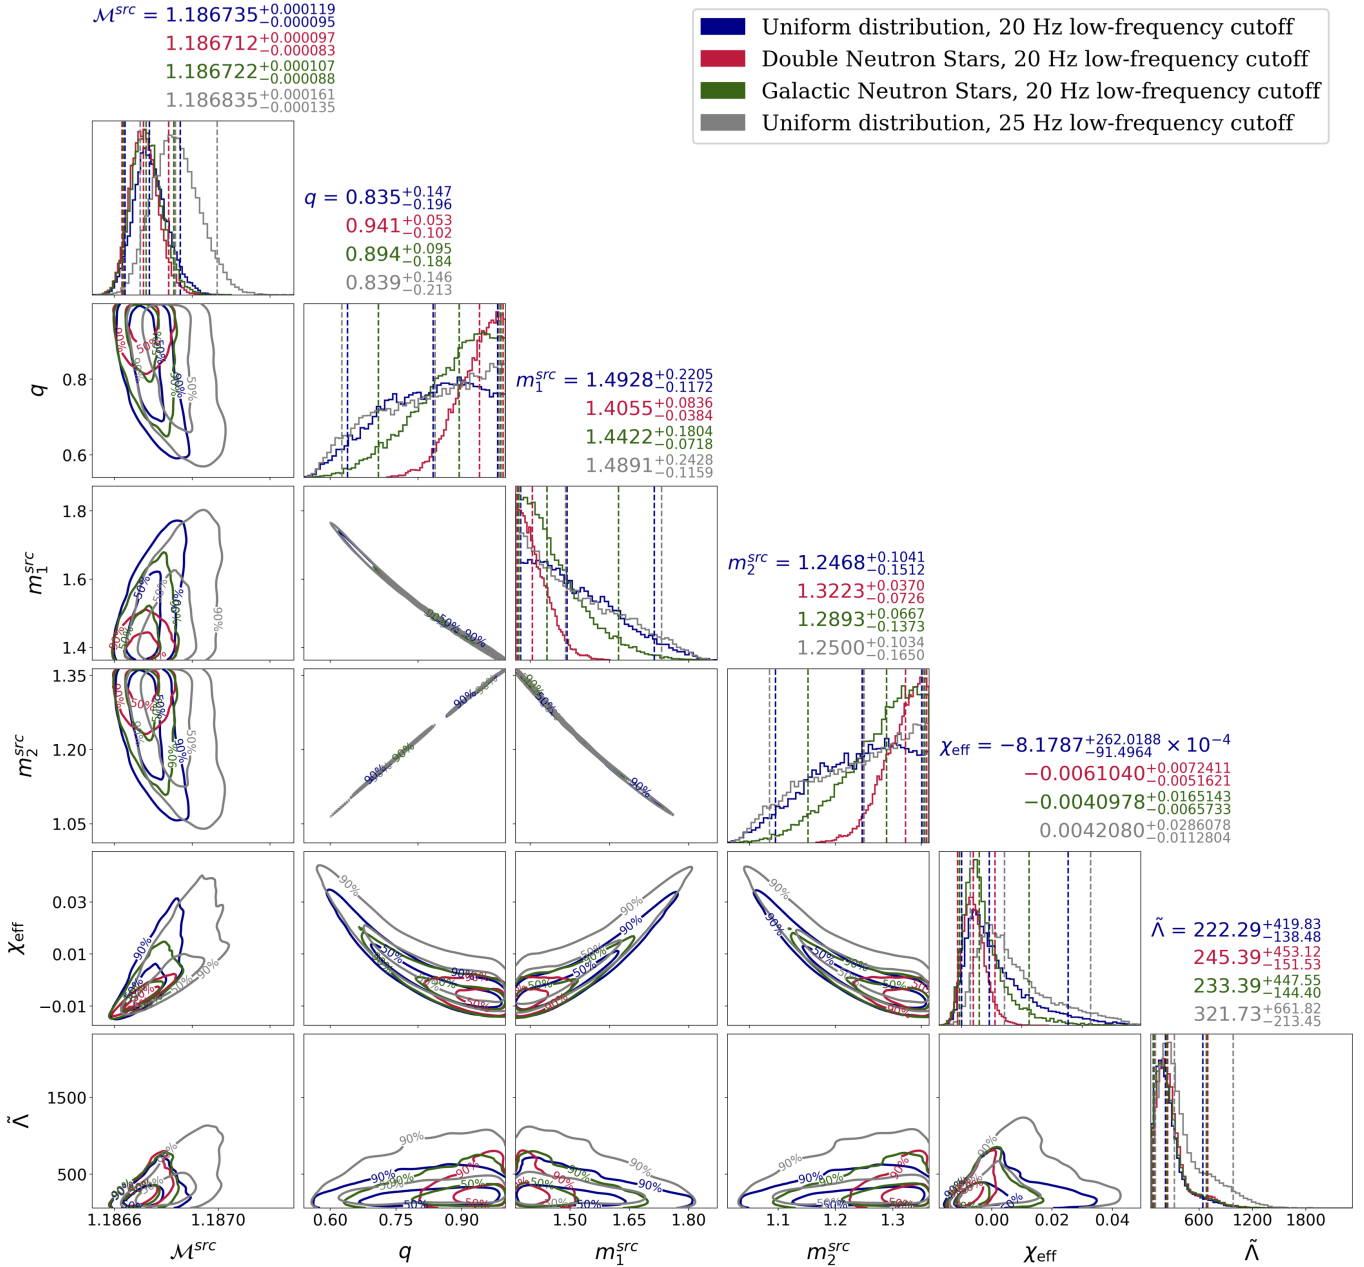 ℳ^src = 1.186735 +0.000119 −0.000095
1.186712 +0.000097 −0.000083
1.186722 +0.000107 −0.000088
1.186835 +0.000161 −0.000135
Uniform distribution, 20 Hz low-frequency cutoff
Double Neutron Stars, 20 Hz low-frequency cutoff
Galactic Neutron Stars, 20 Hz low-frequency cutoff
Uniform distribution, 25 Hz low-frequency cutoff
q = 0.835 +0.147 −0.196
0.941 +0.053 −0.102
0.894 +0.095 −0.184
0.839 +0.146 −0.213
q
0.8
0.6
m_1^src = 1.4928 +0.2205 −0.1172
1.4055 +0.0836 −0.0384
1.4422 +0.1804 −0.0718
1.4891 +0.2428 −0.1159
m_1^src
1.8
1.6
1.4
m_2^src = 1.2468 +0.1041 −0.1512
1.3223 +0.0370 −0.0726
1.2893 +0.0667 −0.1373
1.2500 +0.1034 −0.1650
m_2^src
1.35
1.20
1.05
χ_eff = −8.1787 +262.0188 −91.4964 × 10^−4
−0.0061040 +0.0072411 −0.0051621
−0.0040978 +0.0165143 −0.0065733
0.0042080 +0.0286078 −0.0112804
χ_eff
0.03
0.01
−0.01
Λ̃ = 222.29 +419.83 −138.48
245.39 +453.12 −151.53
233.39 +447.55 −144.40
321.73 +661.82 −213.45
Λ̃
1500
500
1.1866 1.1870
0.60 0.75 0.90
1.50 1.65 1.80
1.1 1.2 1.3
0.00 0.02 0.04
600 1200 1800
ℳ^src
q
m_1^src
m_2^src
χ_eff
Λ̃